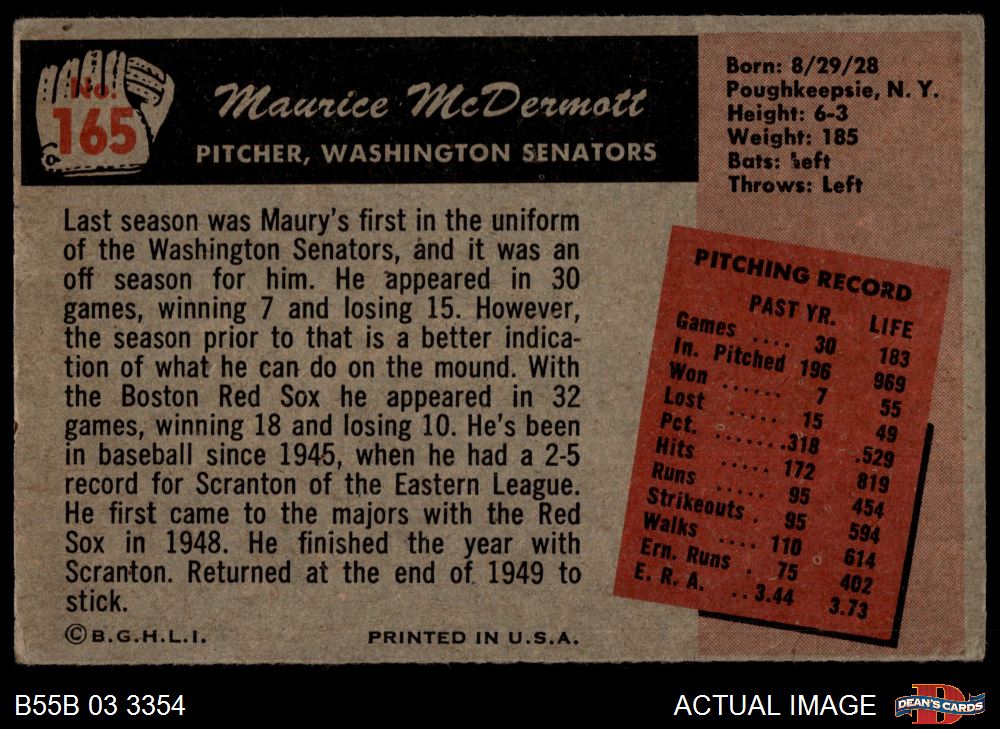 No.
165
Maurice McDermott
PITCHER, WASHINGTON SENATORS
Born: 8/29/28
Poughkeepsie, N. Y.
Height: 6-3
Weight: 185
Bats: Left
Throws: Left
Last season was Maury's first in the uniform
of the Washington Senators, and it was an
off season for him. He appeared in 30
games, winning 7 and losing 15. However,
the season prior to that is a better indica-
tion of what he can do on the mound. With
the Boston Red Sox he appeared in 32
games, winning 18 and losing 10. He's been
in baseball since 1945, when he had a 2-5
record for Scranton of the Eastern League.
He first came to the majors with the Red
Sox in 1948. He finished the year with
Scranton. Returned at the end of 1949 to
stick.
© B.G.H.L.I. PRINTED IN U.S.A.
PITCHING RECORD
PAST YR. LIFE
Games .... 30 183
In. Pitched 196 969
Won ...... 7 55
Lost ..... 15 49
Pct. .......318 .529
Hits ..... 172 819
Runs ..... 95 454
Strikeouts . 95 594
Walks .... 110 614
Ern. Runs . 75 402
E. R. A. ..3.44 3.73
B55B 03 3354 ACTUAL IMAGE
D
DEAN'S CARDS